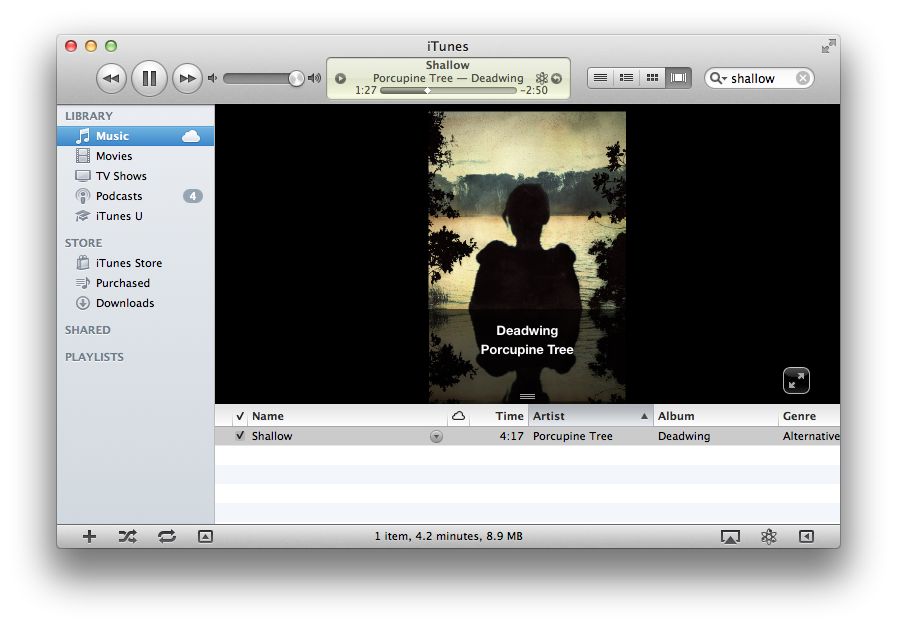 iTunes
Shallow
Porcupine Tree — Deadwing
1:27 -2:50
shallow
LIBRARY
Music
Movies
TV Shows
Podcasts 4
iTunes U
STORE
iTunes Store
Purchased
Downloads
SHARED
PLAYLISTS
Deadwing
Porcupine Tree
✓ Name Time Artist Album Genre
✓ Shallow 4:17 Porcupine Tree Deadwing Alternative
1 item, 4.2 minutes, 8.9 MB